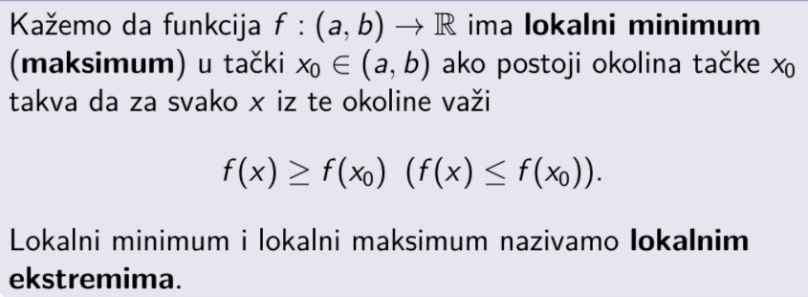 Kažemo da funkcija f : (a, b) → ℝ ima lokalni minimum
(maksimum) u tački x₀ ∈ (a, b) ako postoji okolina tačke x₀
takva da za svako x iz te okoline važi
f(x) ≥ f(x₀) (f(x) ≤ f(x₀)).
Lokalni minimum i lokalni maksimum nazivamo lokalnim
ekstremima.